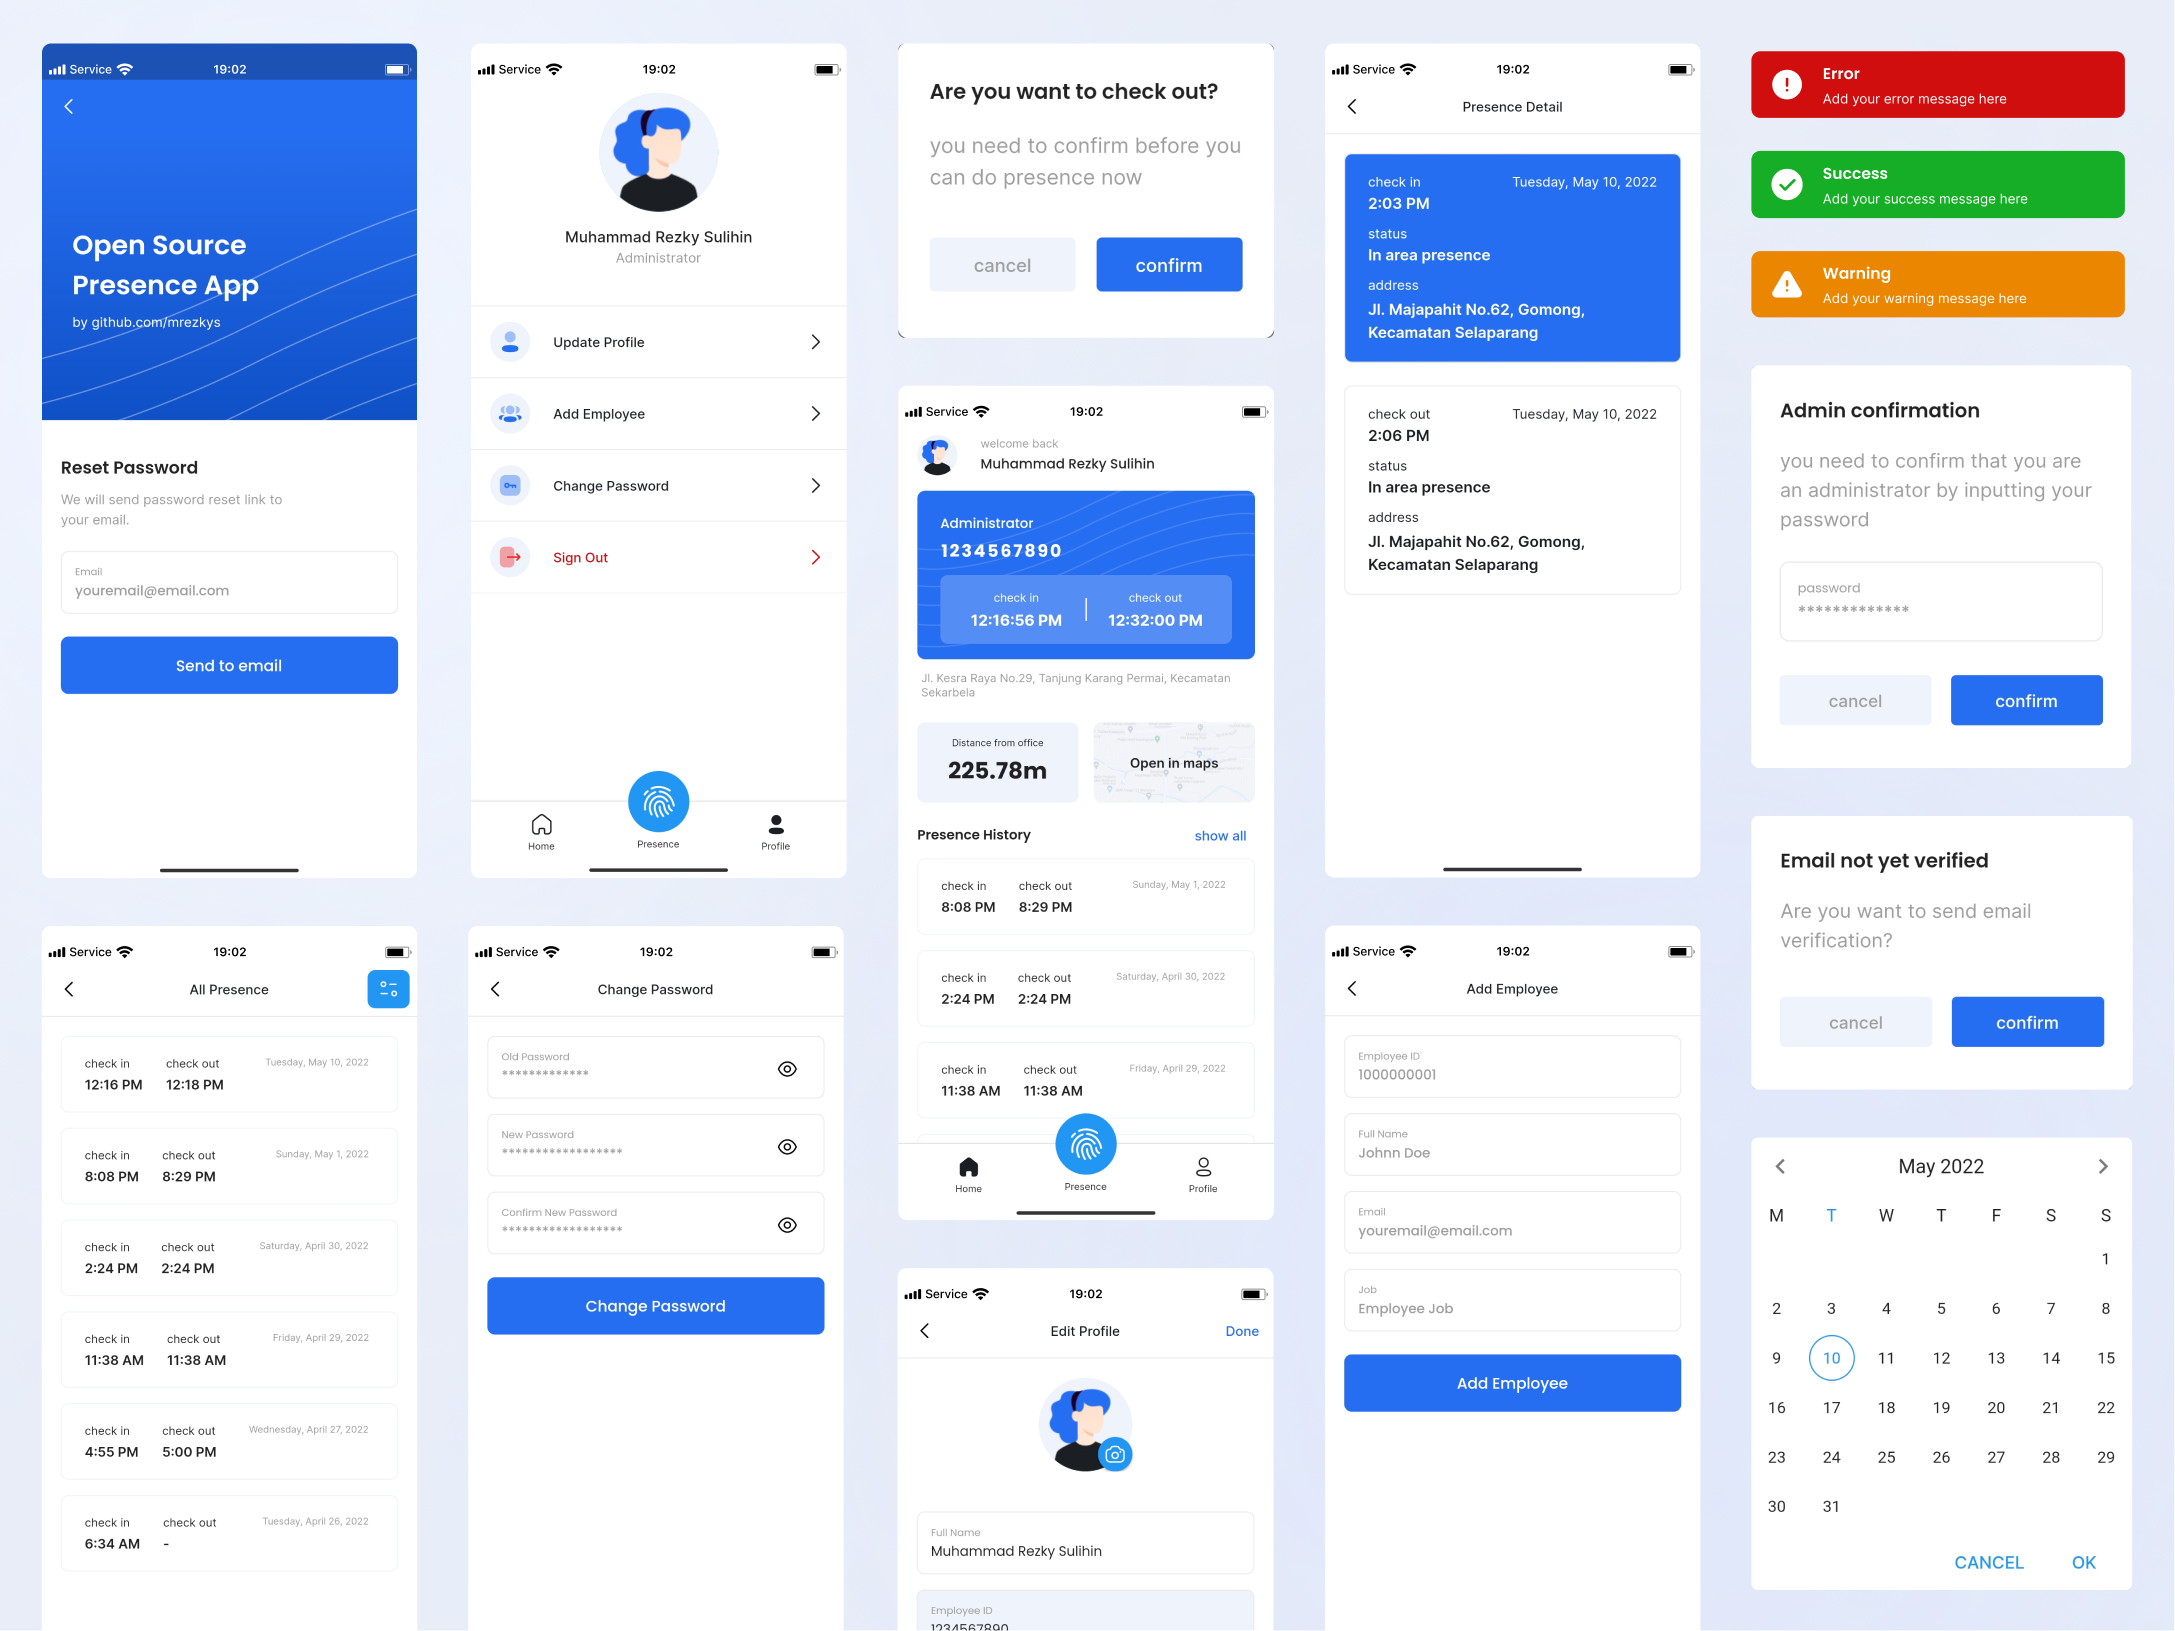 Service
19:02
Open Source
Presence App
by github.com/mrezkys
Reset Password
We will send password reset link to
your email.
Email
youremail@email.com
Send to email
Service
19:02
Muhammad Rezky Sulihin
Administrator
Update Profile
Add Employee
Change Password
Sign Out
Home
Presence
Profile
Are you want to check out?
you need to confirm before you
can do presence now
cancel
confirm
Service
19:02
welcome back
Muhammad Rezky Sulihin
Administrator
1234567890
check in
check out
12:16:56 PM
12:32:00 PM
Jl. Kesra Raya No.29, Tanjung Karang Permai, Kecamatan
Sekarbela
Distance from office
225.78m
Open in maps
Presence History
show all
check in
check out
Sunday, May 1, 2022
8:08 PM
8:29 PM
check in
check out
Saturday, April 30, 2022
2:24 PM
2:24 PM
check in
check out
Friday, April 29, 2022
11:38 AM
11:38 AM
Home
Presence
Profile
Service
19:02
Presence Detail
check in
Tuesday, May 10, 2022
2:03 PM
status
In area presence
address
Jl. Majapahit No.62, Gomong,
Kecamatan Selaparang
check out
Tuesday, May 10, 2022
2:06 PM
status
In area presence
address
Jl. Majapahit No.62, Gomong,
Kecamatan Selaparang
Error
Add your error message here
Success
Add your success message here
Warning
Add your warning message here
Admin confirmation
you need to confirm that you are
an administrator by inputting your
password
password
*************
cancel
confirm
Email not yet verified
Are you want to send email
verification?
cancel
confirm
Service
19:02
All Presence
check in
check out
Tuesday, May 10, 2022
12:16 PM
12:18 PM
check in
check out
Sunday, May 1, 2022
8:08 PM
8:29 PM
check in
check out
Saturday, April 30, 2022
2:24 PM
2:24 PM
check in
check out
Friday, April 29, 2022
11:38 AM
11:38 AM
check in
check out
Wednesday, April 27, 2022
4:55 PM
5:00 PM
check in
check out
Tuesday, April 26, 2022
6:34 AM
-
Service
19:02
Change Password
Old Password
*************
New Password
******************
Confirm New Password
******************
Change Password
Service
19:02
Edit Profile
Done
Full Name
Muhammad Rezky Sulihin
Employee ID
1234567890
Service
19:02
Add Employee
Employee ID
1000000001
Full Name
Johnn Doe
Email
youremail@email.com
Job
Employee Job
Add Employee
May 2022
M T W T F S S
1
2 3 4 5 6 7 8
9 10 11 12 13 14 15
16 17 18 19 20 21 22
23 24 25 26 27 28 29
30 31
CANCEL
OK